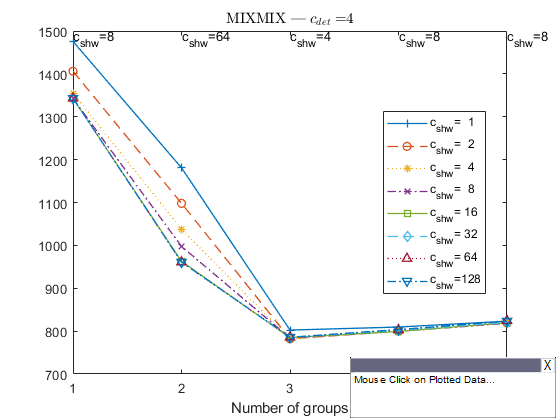 MIXMIX — c_det =4
c_shw=8 c_shw=64 c_shw=4 c_shw=8 c_shw=8
1500
1400
1300
1200
1100
1000
900
800
700
c_shw= 1
c_shw= 2
c_shw= 4
c_shw= 8
c_shw= 16
c_shw= 32
c_shw= 64
c_shw=128
1 2 3
Number of groups
X
Mouse Click on Plotted Data...